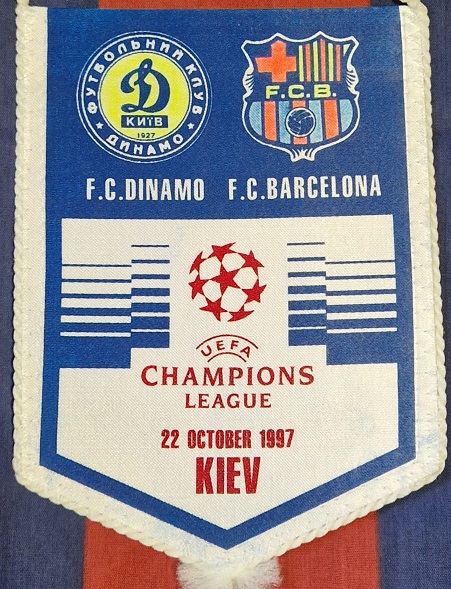 ФУТБОЛЬНИЙ КЛУБ
Д
КИЇВ
1927
ДИНАМО
F.C.B.
F.C.DINAMO F.C.BARCELONA
UEFA
CHAMPIONS
LEAGUE
22 OCTOBER 1997
KIEV